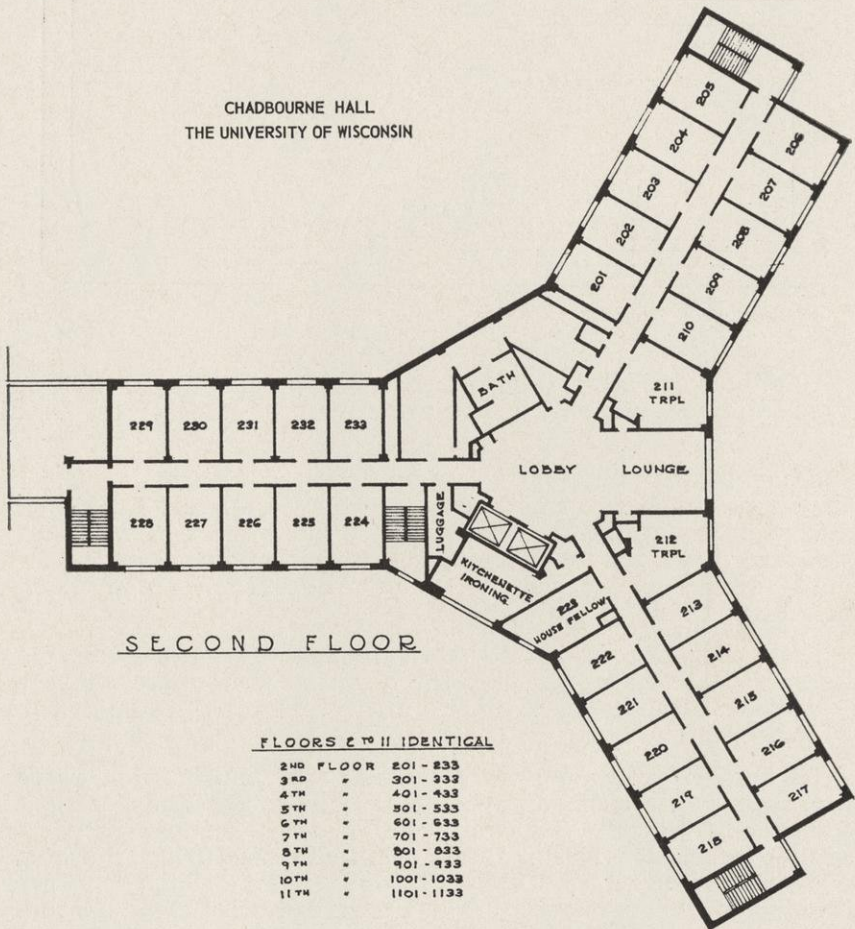 CHADBOURNE HALL
THE UNIVERSITY OF WISCONSIN
205
204
203
202
201
206
207
208
209
210
211
TRPL
BATH
LOBBY
LOUNGE
229
230
231
232
233
228
227
226
225
224
LUGGAGE
KITCHENETTE
IRONING
223
HOUSE FELLOW
212
TRPL
213
214
215
216
217
222
221
220
219
218
SECOND FLOOR
FLOORS 2 TO 11 IDENTICAL
2ND FLOOR 201 - 233
3RD " 301 - 333
4TH " 401 - 433
5TH " 501 - 533
6TH " 601 - 633
7TH " 701 - 733
8TH " 801 - 833
9TH " 901 - 933
10TH " 1001 - 1033
11TH " 1101 - 1133